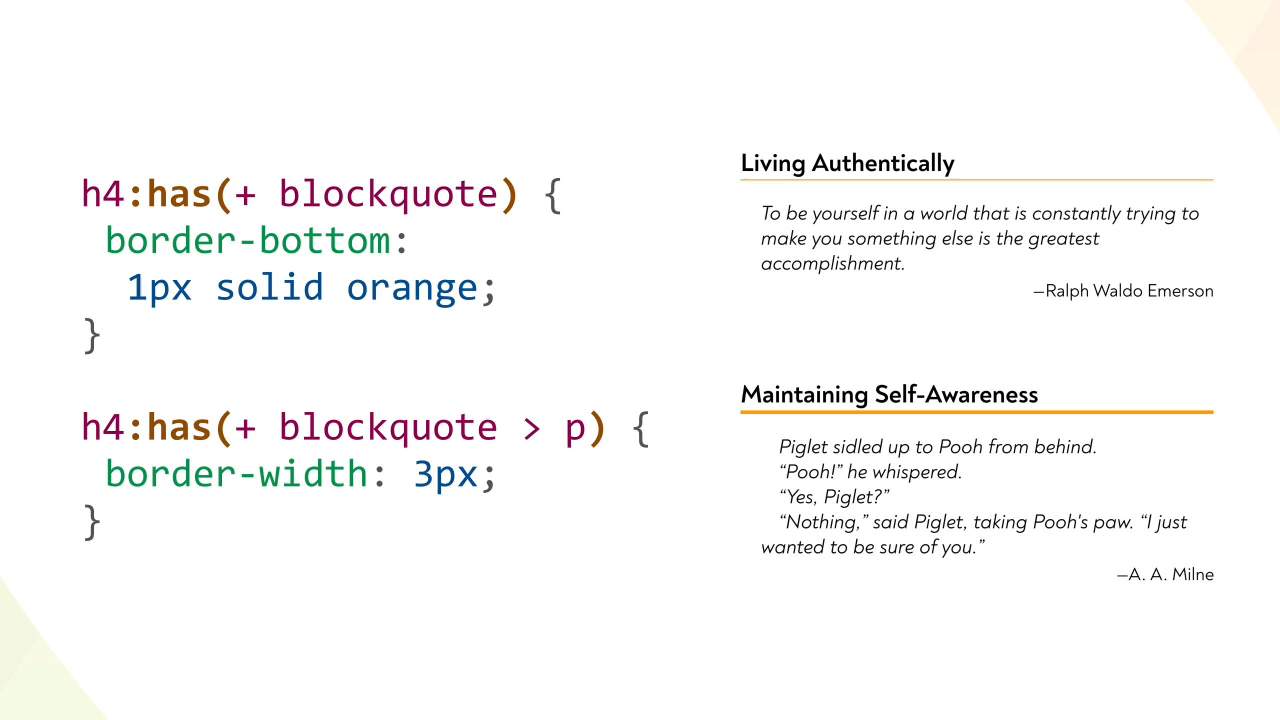 h4:has(+ blockquote) {
border-bottom:
1px solid orange;
}
h4:has(+ blockquote > p) {
border-width: 3px;
}
Living Authentically
To be yourself in a world that is constantly trying to
make you something else is the greatest
accomplishment.
—Ralph Waldo Emerson
Maintaining Self-Awareness
Piglet sidled up to Pooh from behind.
“Pooh!” he whispered.
“Yes, Piglet?”
“Nothing,” said Piglet, taking Pooh's paw. “I just
wanted to be sure of you.”
—A. A. Milne